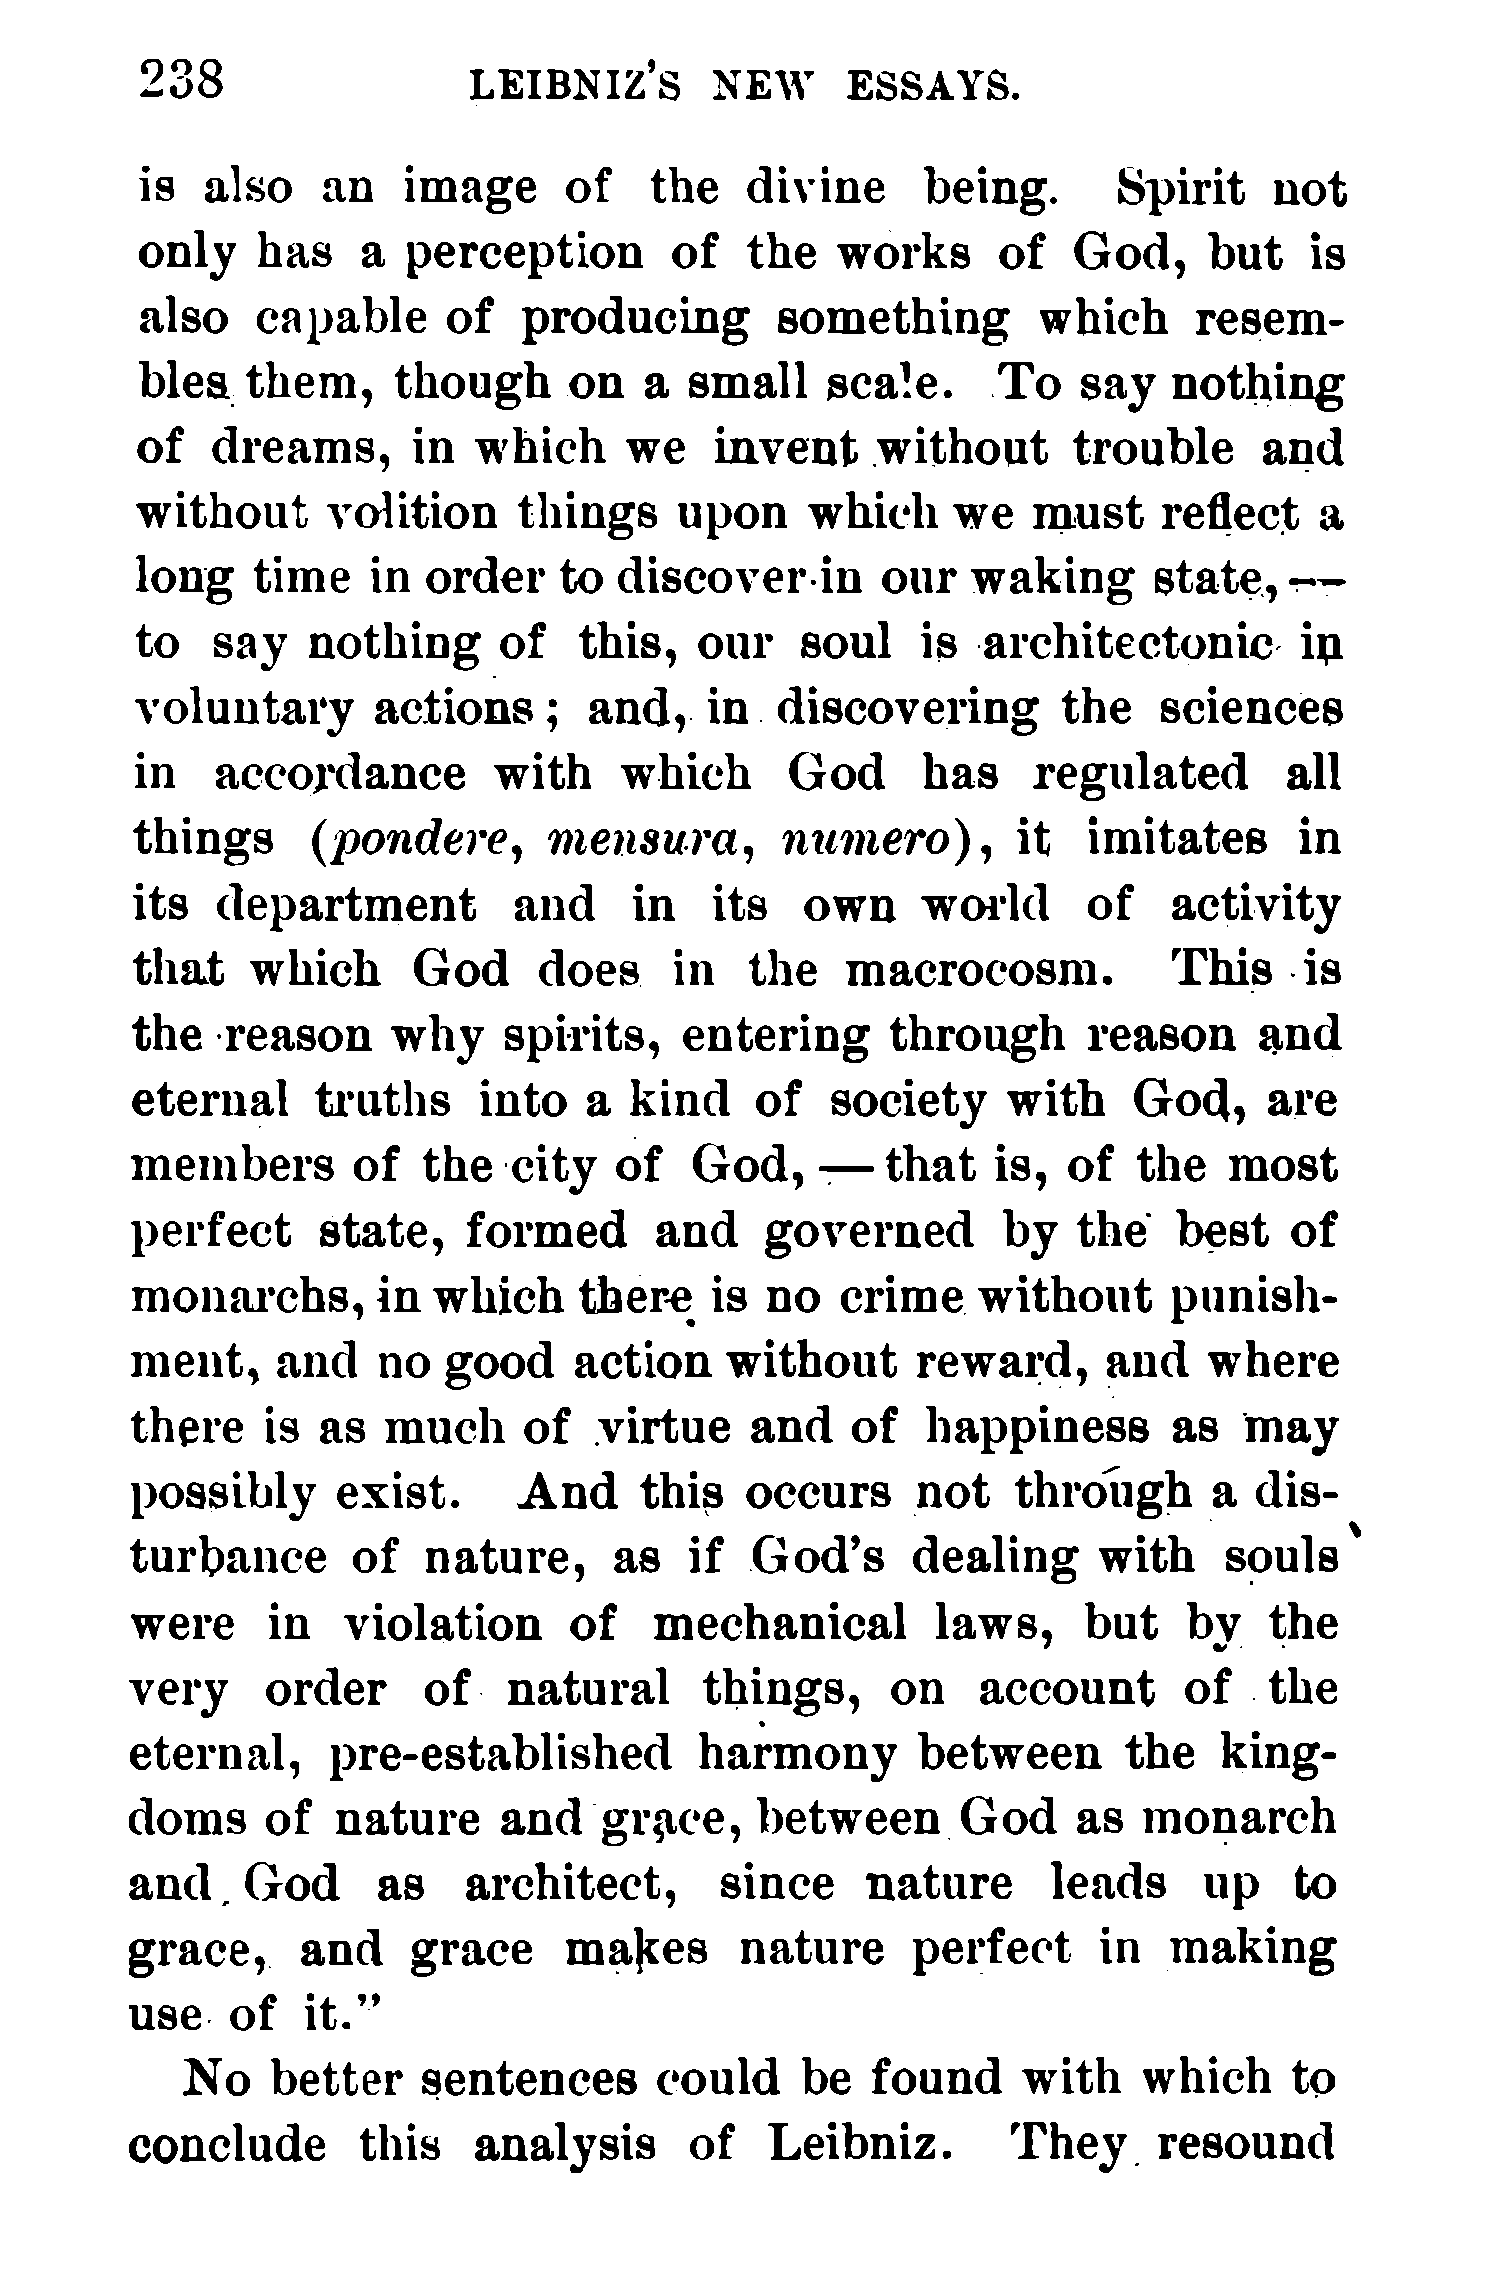 238 LEIBNIZ'S NEW ESSAYS.
is also an image of the divine being. Spirit not
only has a perception of the works of God, but is
also capable of producing something which resem-
bles them, though on a small scale. To say nothing
of dreams, in which we invent without trouble and
without volition things upon which we must reflect a
long time in order to discover in our waking state, —
to say nothing of this, our soul is architectonic in
voluntary actions; and, in discovering the sciences
in accordance with which God has regulated all
things (pondere, mensura, numero), it imitates in
its department and in its own world of activity
that which God does in the macrocosm. This is
the reason why spirits, entering through reason and
eternal truths into a kind of society with God, are
members of the city of God, — that is, of the most
perfect state, formed and governed by the best of
monarchs, in which there is no crime without punish-
ment, and no good action without reward, and where
there is as much of virtue and of happiness as may
possibly exist. And this occurs not through a dis-
turbance of nature, as if God's dealing with souls
were in violation of mechanical laws, but by the
very order of natural things, on account of the
eternal, pre-established harmony between the king-
doms of nature and grace, between God as monarch
and God as architect, since nature leads up to
grace, and grace makes nature perfect in making
use of it."
No better sentences could be found with which to
conclude this analysis of Leibniz. They resound